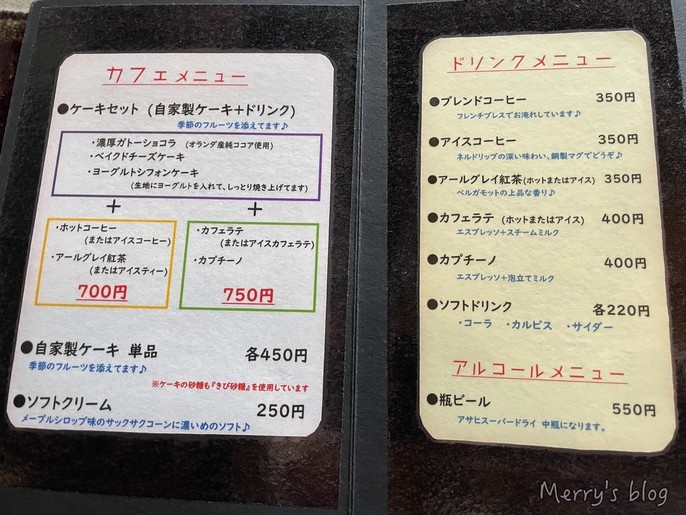 カフェメニュー
●ケーキセット (自家製ケーキ+ドリンク)
季節のフルーツを添えてます♪
・濃厚ガトーショコラ (オランダ産純ココア使用)
・ベイクドチーズケーキ
・ヨーグルトシフォンケーキ
(生地にヨーグルトを入れて、しっとり焼き上げてます)
+ +
・ホットコーヒー
(またはアイスコーヒー)
・アールグレイ紅茶
(またはアイスティー)
700円
・カフェラテ
(またはアイスカフェラテ)
・カプチーノ
750円
●自家製ケーキ 単品 各450円
季節のフルーツを添えてます♪
※ケーキの砂糖も『きび砂糖』を使用しています
●ソフトクリーム 250円
メープルシロップ味のサックサクコーンに濃いめのソフト♪
ドリンクメニュー
●ブレンドコーヒー 350円
フレンチプレスでお淹れしています♪
●アイスコーヒー 350円
ネルドリップの深い味わい、銅製マグでどうぞ♪
●アールグレイ紅茶(ホットまたはアイス) 350円
ベルガモットの上品な香り♪
●カフェラテ (ホットまたはアイス) 400円
エスプレッソ+スチームミルク
●カプチーノ 400円
エスプレッソ+泡立てミルク
●ソフトドリンク 各220円
・コーラ ・カルピス ・サイダー
アルコールメニュー
●瓶ビール 550円
アサヒスーパードライ 中瓶になります。
Merry's blog